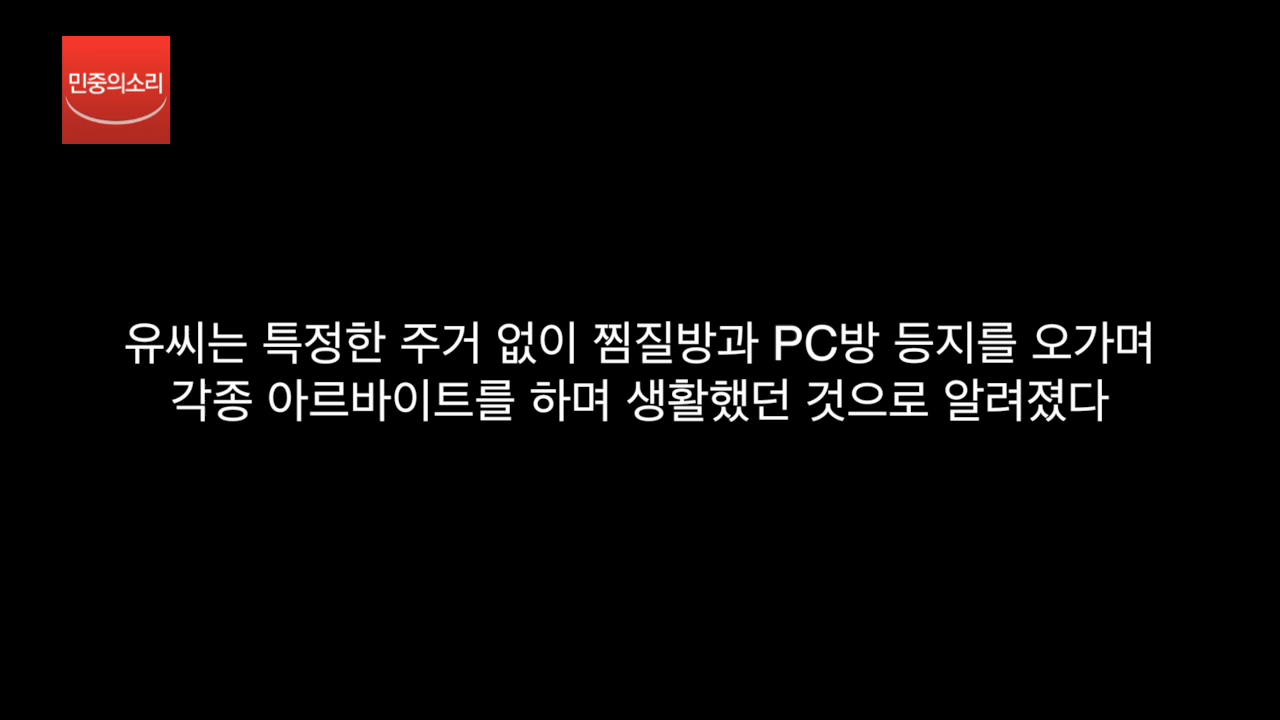 민중의소리
유씨는 특정한 주거 없이 찜질방과 PC방 등지를 오가며
각종 아르바이트를 하며 생활했던 것으로 알려졌다